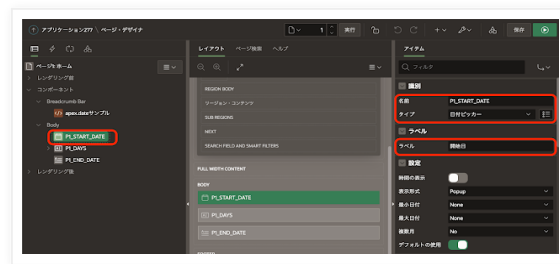 アプリケーション277 \ ページ・デザイナ
1
実行
保存
ページ1: ホーム
レンダリング前
コンポーネント
Breadcrumb Bar
apex.dateサンプル
Body
P1_START_DATE
P1_DAYS
P1_END_DATE
レンダリング後
レイアウト ページ検索 ヘルプ
REGION BODY
バージョン・コンテンツ
SUB REGIONS
NEXT
SEARCH FIELD AND SMART FILTERS
FULL WIDTH CONTENT
BODY
P1_START_DATE
P1_DAYS
P1_END_DATE
アイテム
フィルタ
識別
名前 P1_START_DATE
タイプ 日付ピッカー
ラベル
ラベル 開始日
設定
時間の表示
表示形式 Popup
最小日付 None
最大日付 None
複数月 No
デフォルトの使用